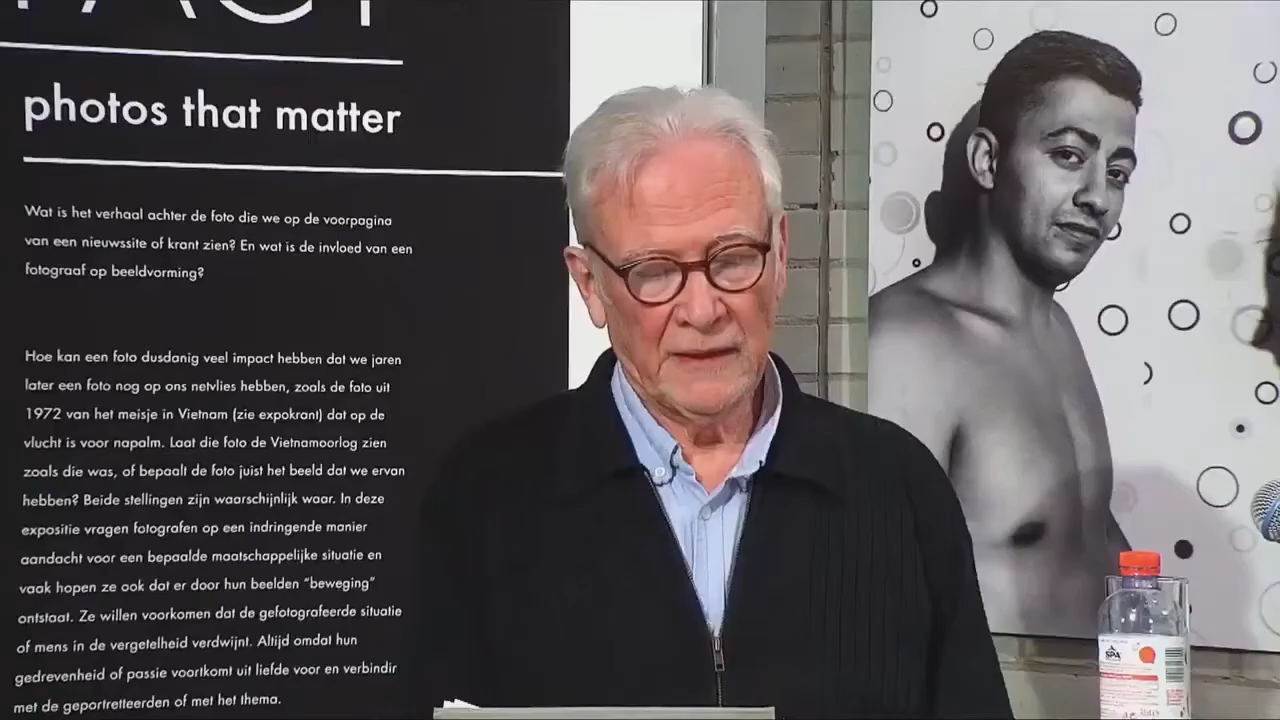 photos that matter
Wat is het verhaal achter de foto die we op de voorpagina
van een nieuwssite of krant zien? En wat is de invloed van een
fotograaf op beeldvorming?
Hoe kan een foto dusdanig veel impact hebben dat we jaren
later een foto nog op ons netvlies hebben, zoals de foto uit
1972 van het meisje in Vietnam (zie expokrant) dat op de
vlucht is voor napalm. Laat die foto de Vietnamoorlog zien
zoals die was, of bepaalt de foto juist het beeld dat we ervan
hebben? Beide stellingen zijn waarschijnlijk waar. In deze
expositie vragen fotografen op een indringende manier
aandacht voor een bepaalde maatschappelijke situatie en
vaak hopen ze ook dat er door hun beelden “beweging”
ontstaat. Ze willen voorkomen dat de gefotografeerde situatie
of mens in de vergetelheid verdwijnt. Altijd omdat hun
gedrevenheid of passie voortkomt uit liefde voor en verbindir
met de geportretteerden of met het thema.
SPA